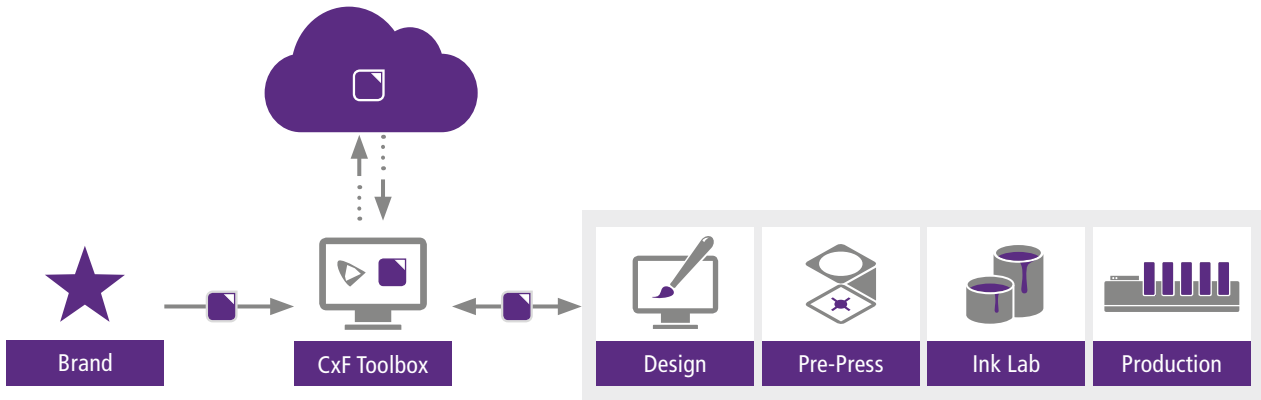 Brand
CxF Toolbox
Design
Pre-Press
Ink Lab
Production